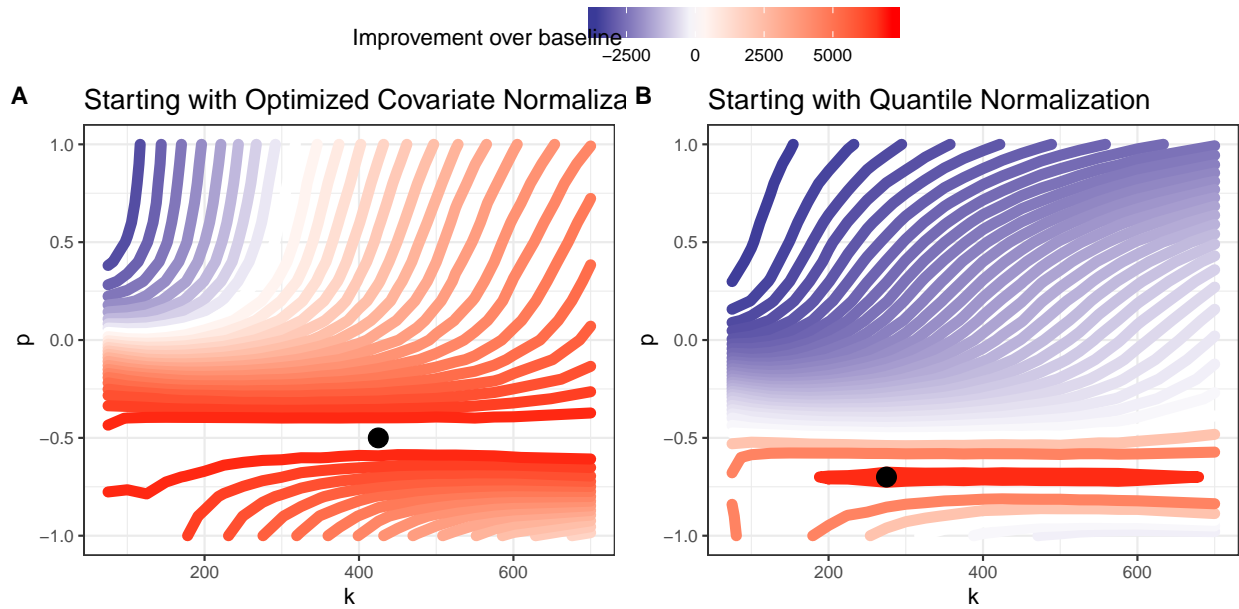 Improvement over baseline
−2500 0 2500 5000
A Starting with Optimized Covariate Normaliza
B Starting with Quantile Normalization
1.0
0.5
0.0
−0.5
−1.0
p
200 400 600
k
1.0
0.5
0.0
−0.5
−1.0
p
200 400 600
k